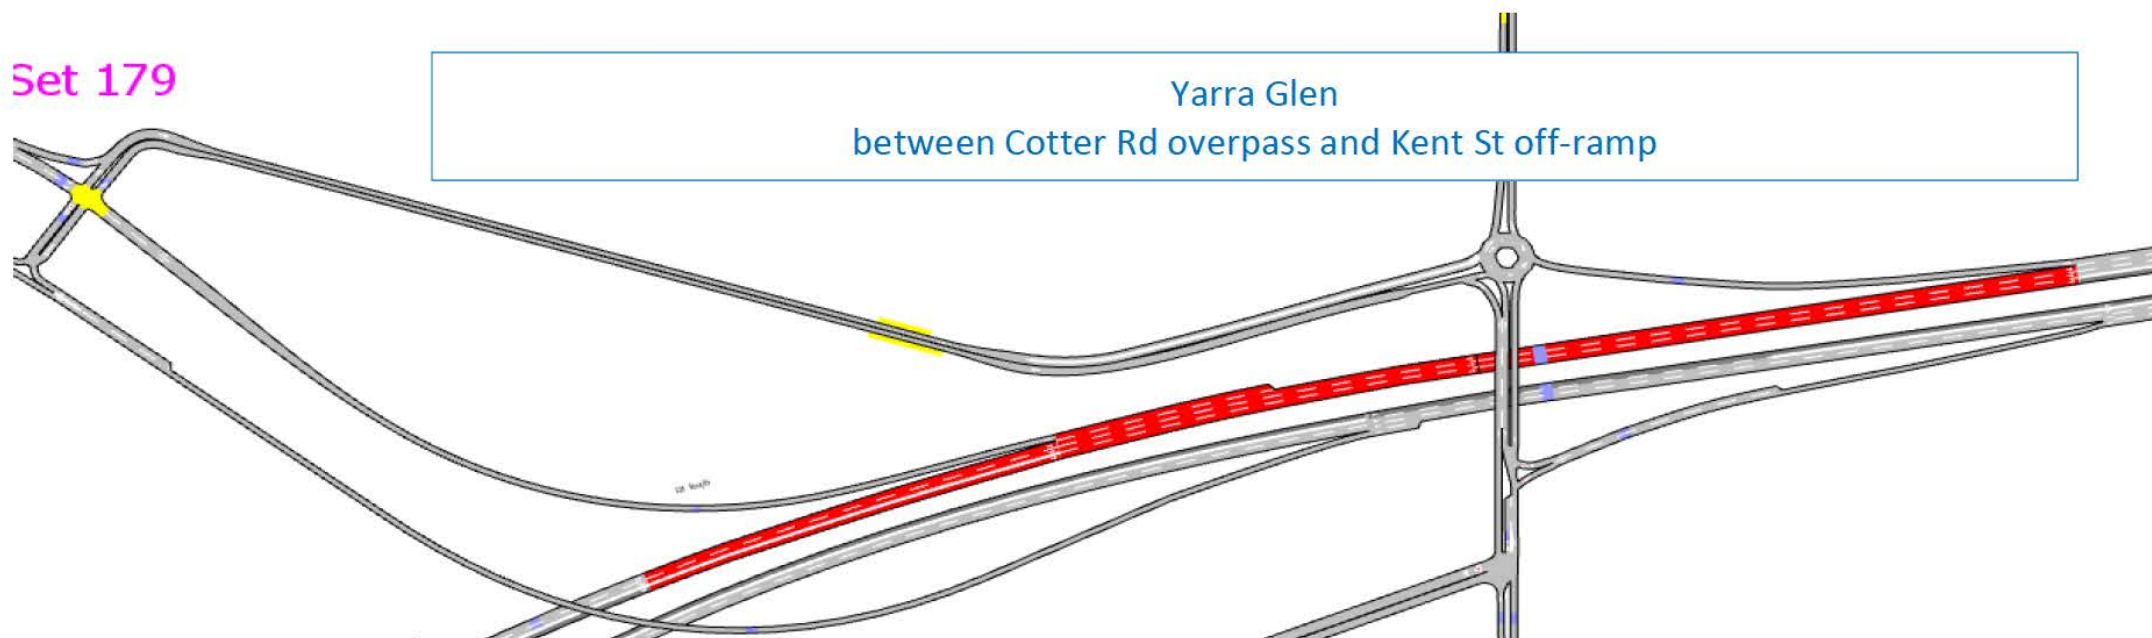 Set 179
Yarra Glen
between Cotter Rd overpass and Kent St off-ramp